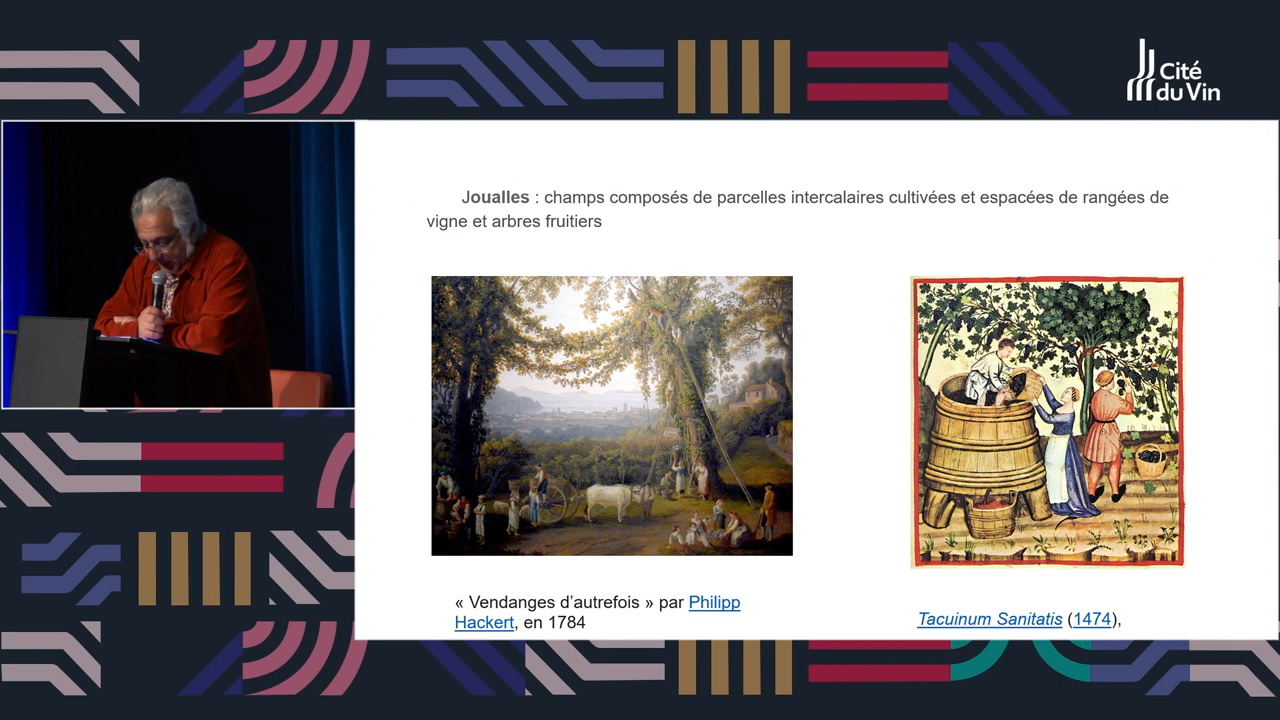 Cité
du Vin
Joualles : champs composés de parcelles intercalaires cultivées et espacées de rangées de
vigne et arbres fruitiers
« Vendanges d’autrefois » par Philipp
Hackert, en 1784
Tacuinum Sanitatis (1474),